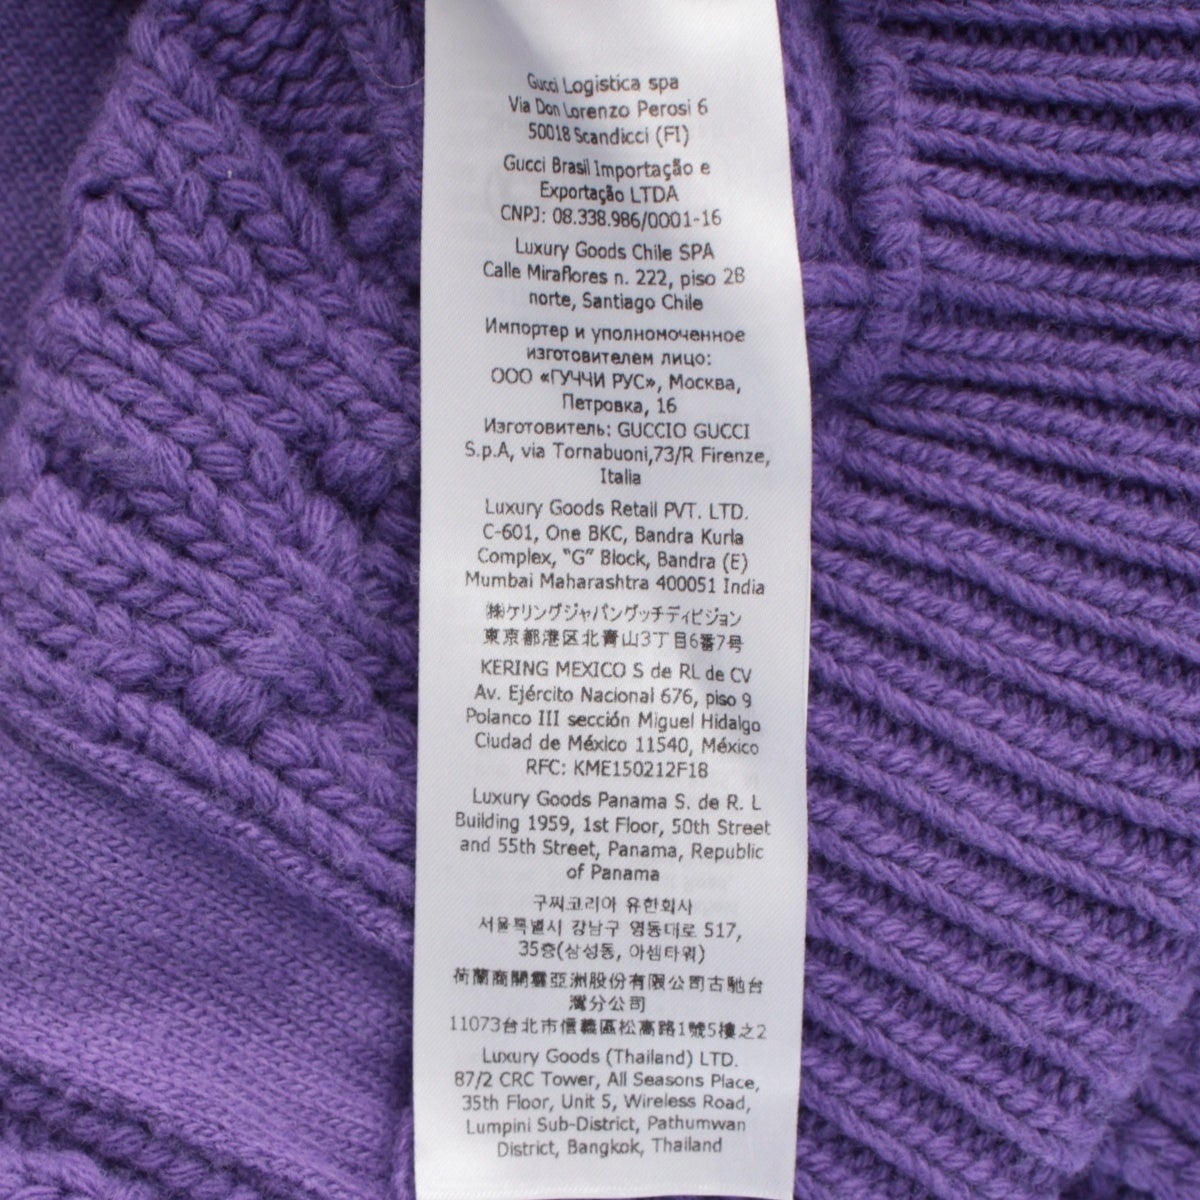 Gucci Logistica spa
Via Don Lorenzo Perosi 6
50018 Scandicci (FI)
Gucci Brasil Importação e
Exportação LTDA
CNPJ: 08.338.986/0001-16
Luxury Goods Chile SPA
Calle Miraflores n. 222, piso 28
norte, Santiago Chile
Импортер и уполномоченное
изготовителем лицо:
ООО «ГУЧЧИ РУС», Москва,
Петровка, 16
Изготовитель: GUCCIO GUCCI
S.p.A, via Tornabuoni,73/R Firenze,
Italia
Luxury Goods Retail PVT. LTD.
C-601, One BKC, Bandra Kurla
Complex, “G” Block, Bandra (E)
Mumbai Maharashtra 400051 India
㈱ケリングジャパングッチディビジョン
東京都港区北青山3丁目6番7号
KERING MEXICO S de RL de CV
Av. Ejército Nacional 676, piso 9
Polanco III sección Miguel Hidalgo
Ciudad de México 11540, México
RFC: KME150212F18
Luxury Goods Panama S. de R. L
Building 1959, 1st Floor, 50th Street
and 55th Street, Panama, Republic
of Panama
구찌코리아 유한회사
서울특별시 강남구 영동대로 517,
35층(삼성동, 아셈타워)
荷蘭商開雲亞洲股份有限公司古馳台
灣分公司
11073台北市信義區松高路1號5樓之2
Luxury Goods (Thailand) LTD.
87/2 CRC Tower, All Seasons Place,
35th Floor, Unit 5, Wireless Road,
Lumpini Sub-District, Pathumwan
District, Bangkok, Thailand